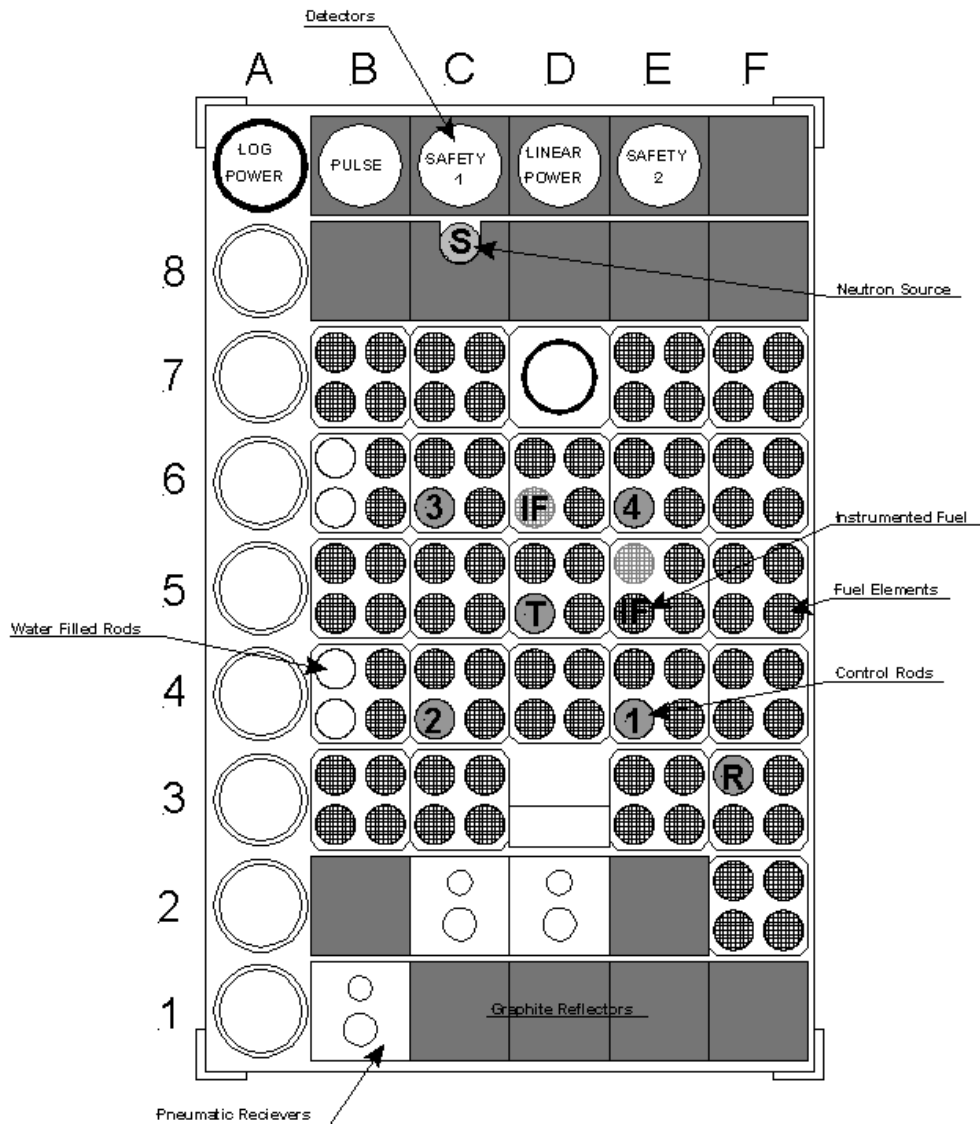 Detectors
A B C D E F
LOG
POWER
PULSE
SAFETY
1
LINEAR
POWER
SAFETY
2
8
S
Neutron Source
7
6
3
IF
4
Instrumented Fuel
5
T
IF
Fuel Elements
Water Filled Rods
4
2
1
Control Rods
3
R
2
1
Graphite Reflectors
Pneumatic Recievers